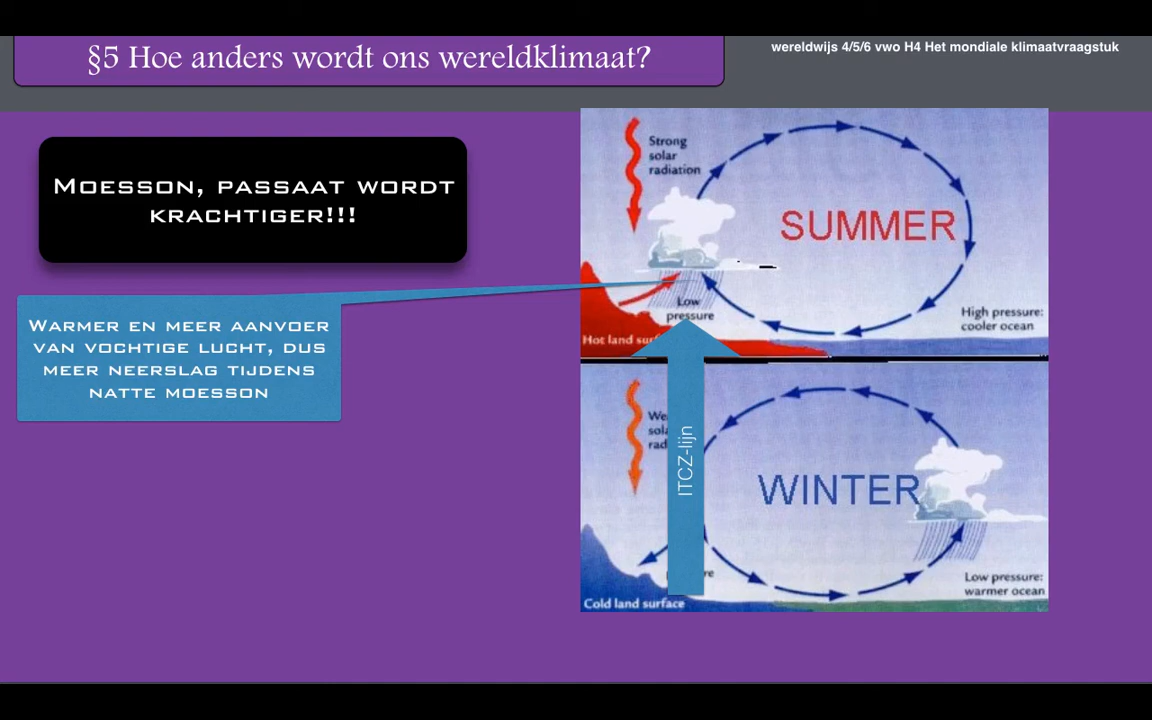 §5 Hoe anders wordt ons wereldklimaat?
wereldwijs 4/5/6 vwo H4 Het mondiale klimaatvraagstuk
Moesson, passaat wordt
krachtiger!!!
Warmer en meer aanvoer
van vochtige lucht, dus
meer neerslag tijdens
natte moesson
Strong
solar
radiation
SUMMER
Low
pressure
High pressure:
cooler ocean
Hot land
ITCZ-lijn
WINTER
Low pressure:
warmer ocean
Cold land surface